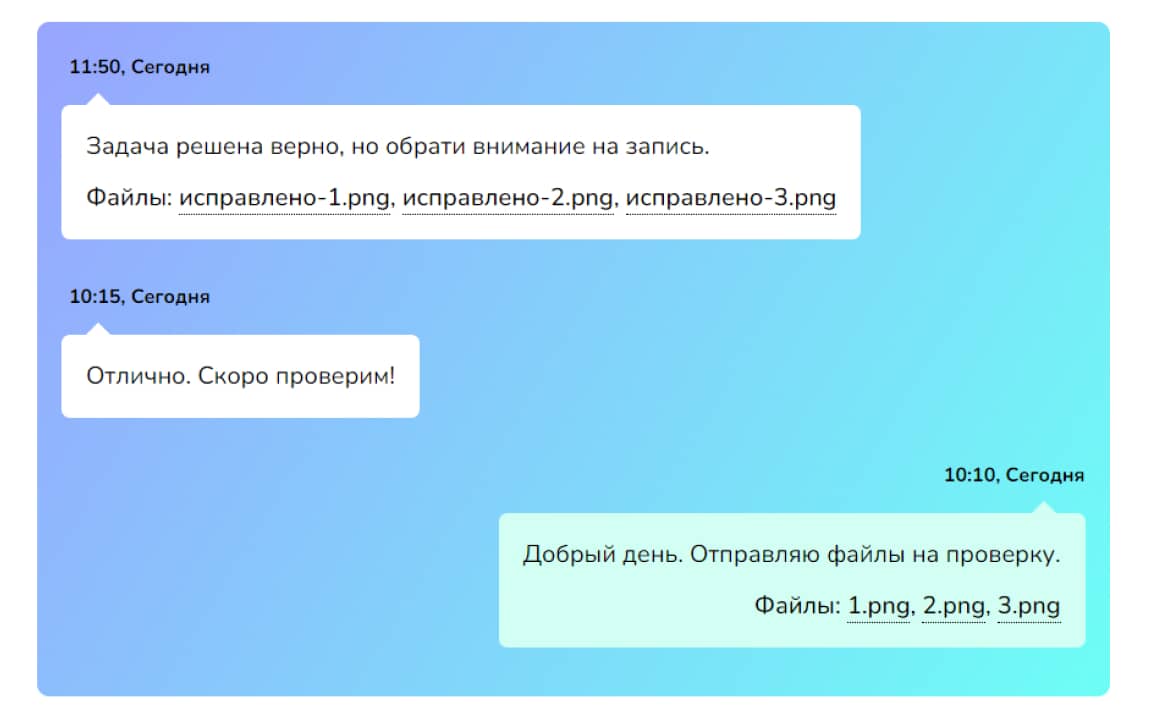 11:50, Сегодня
Задача решена верно, но обрати внимание на запись.
Файлы: исправлено-1.png, исправлено-2.png, исправлено-3.png
10:15, Сегодня
Отлично. Скоро проверим!
10:10, Сегодня
Добрый день. Отправляю файлы на проверку.
Файлы: 1.png, 2.png, 3.png